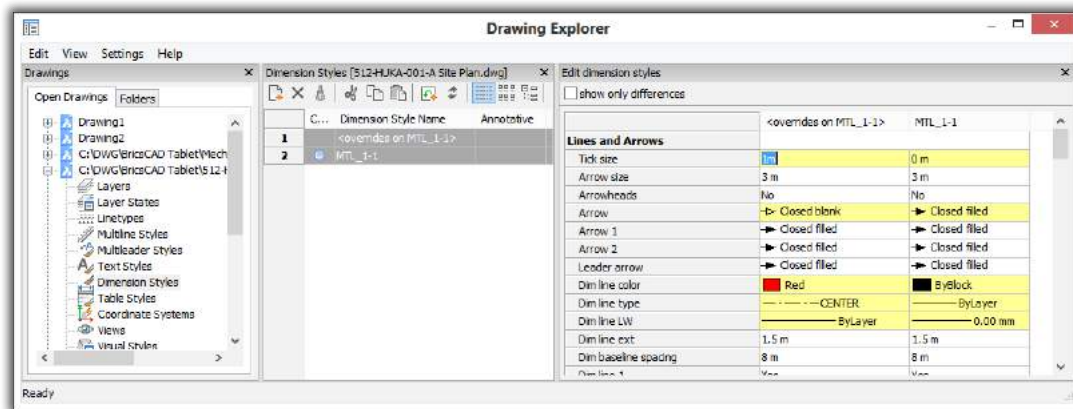 Drawing Explorer
Edit View Settings Help
Drawings
Open Drawings Folders
Drawing1
Drawing2
C:\DWG\BricsCAD Tablet\Mech
C:\DWG\BricsCAD Tablet\512-H
Layers
Layer States
Linetypes
Multiline Styles
Multileader Styles
Text Styles
Dimension Styles
Table Styles
Coordinate Systems
Views
Visual Styles
Dimension Styles [512-HUKA-001-A Site Plan.dwg]
C... Dimension Style Name Annotative
1 <overrides on MTL_1-1>
2 MTL_1-1
Edit dimension styles
show only differences
<overrides on MTL_1-1> MTL_1-1
Lines and Arrows
Tick size 1m 0 m
Arrow size 3 m 3 m
Arrowheads No No
Arrow Closed blank Closed filled
Arrow 1 Closed filled Closed filled
Arrow 2 Closed filled Closed filled
Leader arrow Closed filled Closed filled
Dim line color Red ByBlock
Dim line type CENTER ByLayer
Dim line LW ByLayer 0.00 mm
Dim line ext 1.5 m 1.5 m
Dim baseline spacing 8 m 8 m
Dim line 1 Yes Yes
Ready